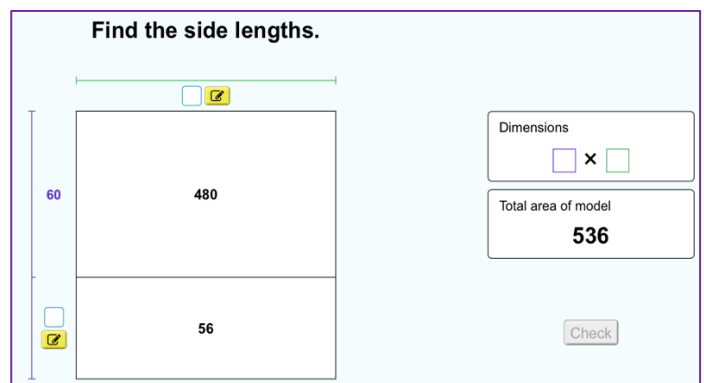 Find the side lengths.
60
480
56
Dimensions
×
Total area of model
536
Check